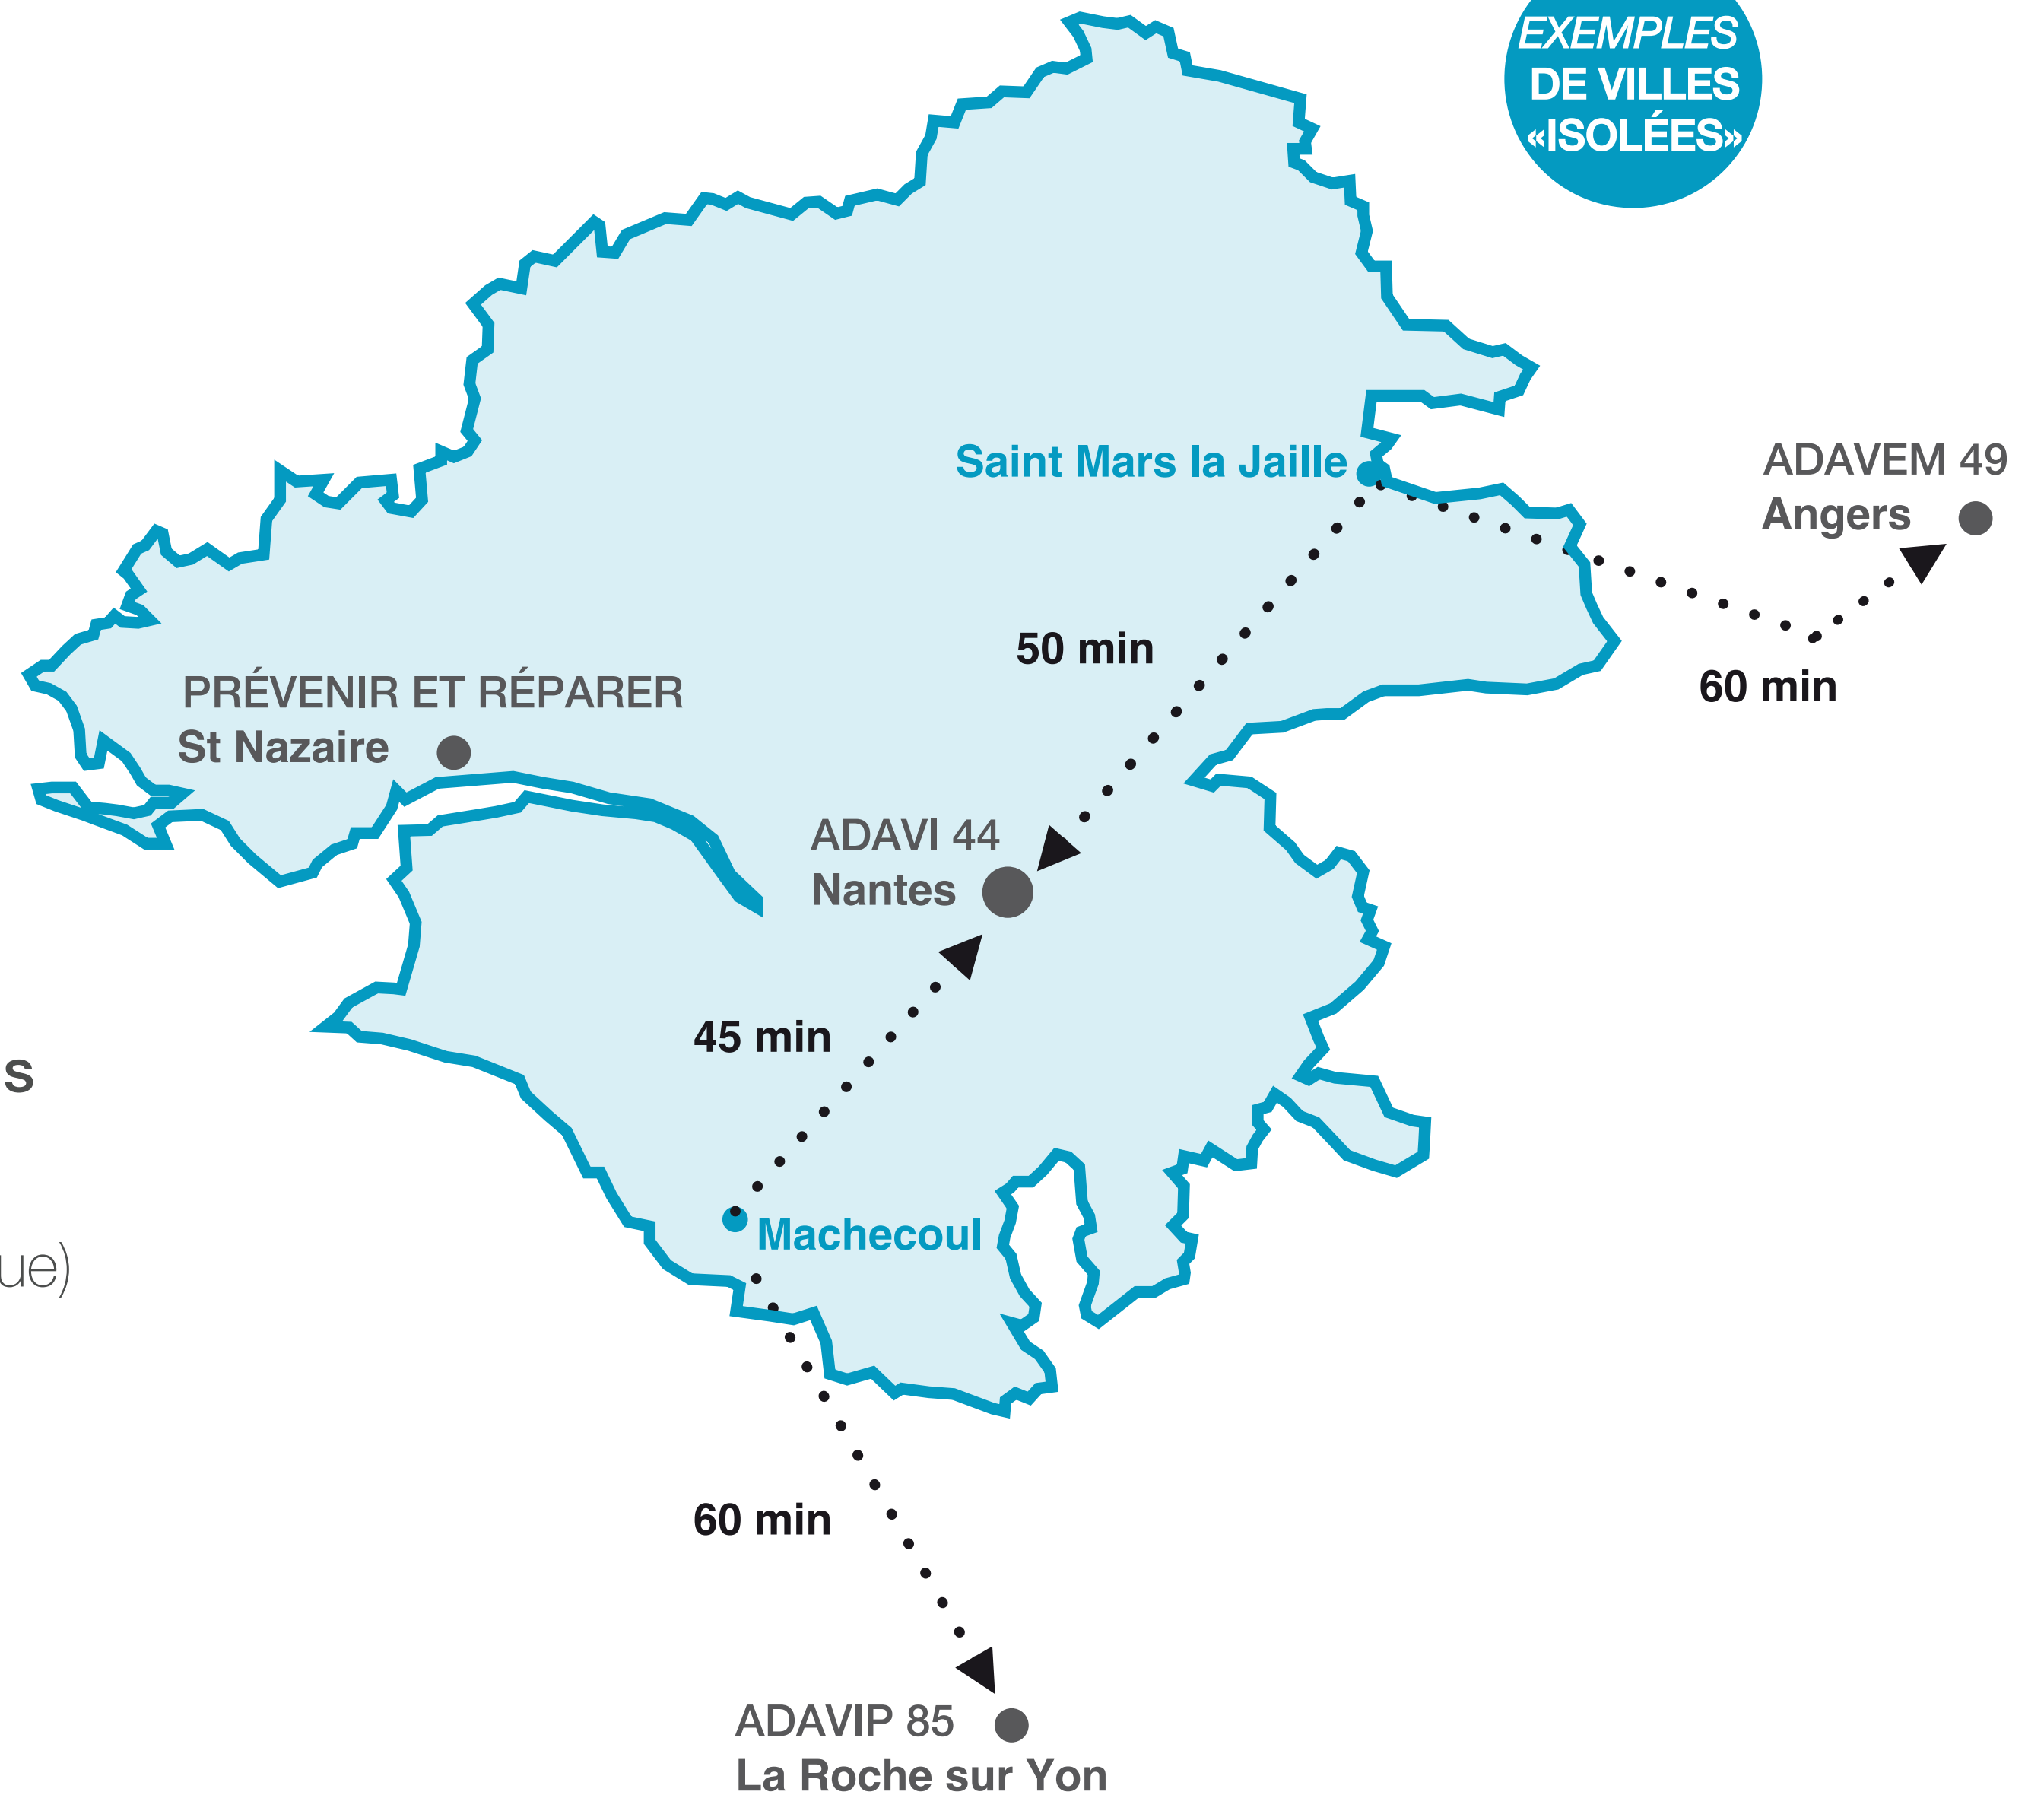 EXEMPLES
DE VILLES
«ISOLÉES»
Saint Mars la Jaille
ADAVEM 49
Angers
50 min
60 min
PRÉVENIR ET RÉPARER
St Nazaire
ADAVI 44
Nantes
45 min
s
Machecoul
ue)
60 min
ADAVIP 85
La Roche sur Yon